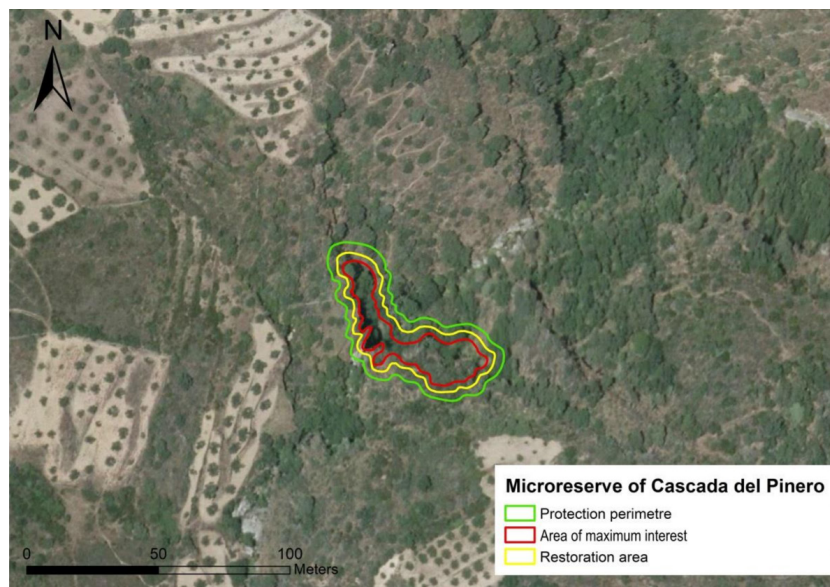 N
Microreserve of Cascada del Pinero
Protection perimetre
Area of maximum interest
Restoration area
0 50 100
Meters